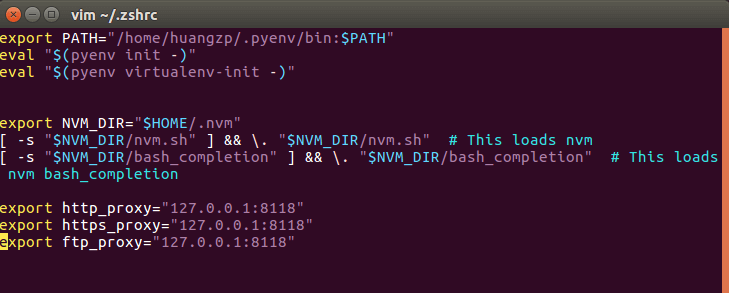 vim ~/.zshrc
export PATH="/home/huangzp/.pyenv/bin:$PATH"
eval "$(pyenv init -)"
eval "$(pyenv virtualenv-init -)"
export NVM_DIR="$HOME/.nvm"
[ -s "$NVM_DIR/nvm.sh" ] && \. "$NVM_DIR/nvm.sh"  # This loads nvm
[ -s "$NVM_DIR/bash_completion" ] && \. "$NVM_DIR/bash_completion"  # This loads
nvm bash_completion
export http_proxy="127.0.0.1:8118"
export https_proxy="127.0.0.1:8118"
export ftp_proxy="127.0.0.1:8118"